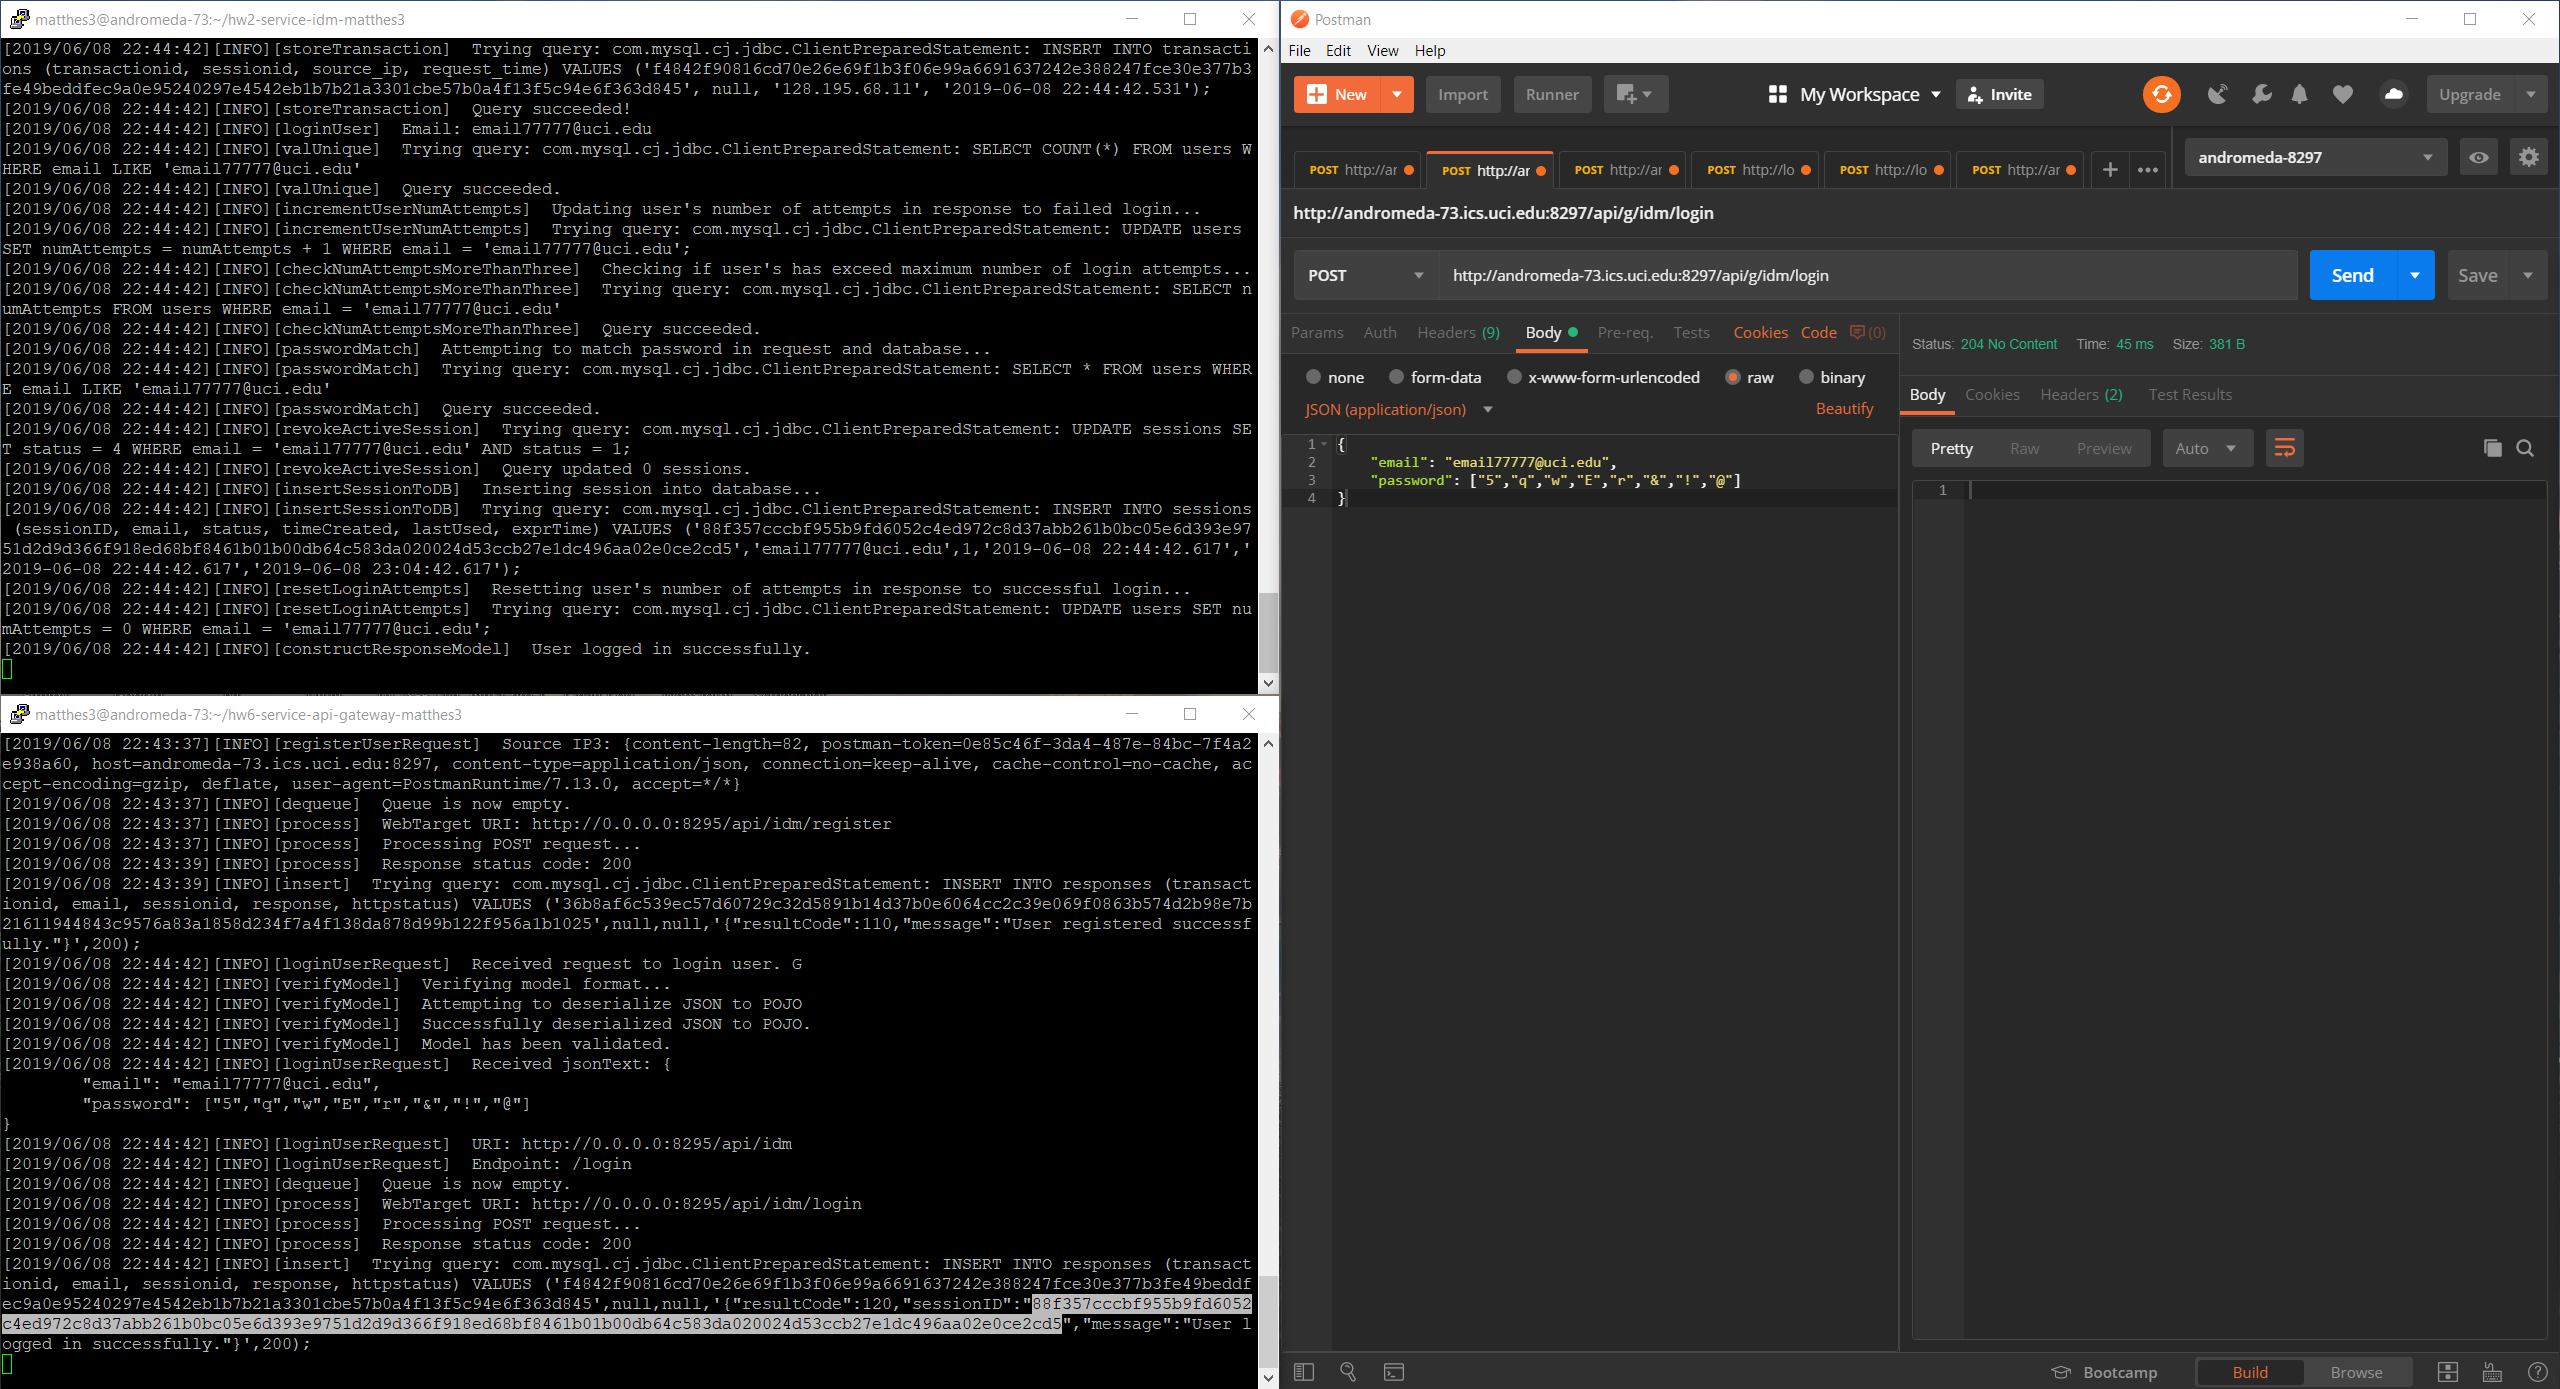 matthes3@andromeda-73:~/hw2-service-idm-matthes3
[2019/06/08 22:44:42][INFO][storeTransaction]  Trying query: com.mysql.cj.jdbc.ClientPreparedStatement: INSERT INTO transacti
ons (transactionid, sessionid, source_ip, request_time) VALUES ('f4842f90816cd70e26e69f1b3f06e99a6691637242e388247fce30e377b3
fe49beddfec9a0e95240297e4542eb1b7b21a3301cbe57b0a4f13f5c94e6f363d845', null, '128.195.68.11', '2019-06-08 22:44:42.531');
[2019/06/08 22:44:42][INFO][storeTransaction]  Query succeeded!
[2019/06/08 22:44:42][INFO][loginUser]  Email: email77777@uci.edu
[2019/06/08 22:44:42][INFO][valUnique]  Trying query: com.mysql.cj.jdbc.ClientPreparedStatement: SELECT COUNT(*) FROM users W
HERE email LIKE 'email77777@uci.edu'
[2019/06/08 22:44:42][INFO][valUnique]  Query succeeded.
[2019/06/08 22:44:42][INFO][incrementUserNumAttempts]  Updating user's number of attempts in response to failed login...
[2019/06/08 22:44:42][INFO][incrementUserNumAttempts]  Trying query: com.mysql.cj.jdbc.ClientPreparedStatement: UPDATE users
SET numAttempts = numAttempts + 1 WHERE email = 'email77777@uci.edu';
[2019/06/08 22:44:42][INFO][checkNumAttemptsMoreThanThree]  Checking if user's has exceed maximum number of login attempts...
[2019/06/08 22:44:42][INFO][checkNumAttemptsMoreThanThree]  Trying query: com.mysql.cj.jdbc.ClientPreparedStatement: SELECT n
umAttempts FROM users WHERE email = 'email77777@uci.edu'
[2019/06/08 22:44:42][INFO][checkNumAttemptsMoreThanThree]  Query succeeded.
[2019/06/08 22:44:42][INFO][passwordMatch]  Attempting to match password in request and database...
[2019/06/08 22:44:42][INFO][passwordMatch]  Trying query: com.mysql.cj.jdbc.ClientPreparedStatement: SELECT * FROM users WHER
E email LIKE 'email77777@uci.edu'
[2019/06/08 22:44:42][INFO][passwordMatch]  Query succeeded.
[2019/06/08 22:44:42][INFO][revokeActiveSession]  Trying query: com.mysql.cj.jdbc.ClientPreparedStatement: UPDATE sessions SE
T status = 4 WHERE email = 'email77777@uci.edu' AND status = 1;
[2019/06/08 22:44:42][INFO][revokeActiveSession]  Query updated 0 sessions.
[2019/06/08 22:44:42][INFO][insertSessionToDB]  Inserting session into database...
[2019/06/08 22:44:42][INFO][insertSessionToDB]  Trying query: com.mysql.cj.jdbc.ClientPreparedStatement: INSERT INTO sessions
 (sessionID, email, status, timeCreated, lastUsed, exprTime) VALUES ('88f357cccbf955b9fd6052c4ed972c8d37abb261b0bc05e6d393e97
51d2d9d366f918ed68bf8461b01b00db64c583da020024d53ccb27e1dc496aa02e0ce2cd5','email77777@uci.edu',1,'2019-06-08 22:44:42.617','
2019-06-08 22:44:42.617','2019-06-08 23:04:42.617');
[2019/06/08 22:44:42][INFO][resetLoginAttempts]  Resetting user's number of attempts in response to successful login...
[2019/06/08 22:44:42][INFO][resetLoginAttempts]  Trying query: com.mysql.cj.jdbc.ClientPreparedStatement: UPDATE users SET nu
mAttempts = 0 WHERE email = 'email77777@uci.edu';
[2019/06/08 22:44:42][INFO][constructResponseModel]  User logged in successfully.
matthes3@andromeda-73:~/hw6-service-api-gateway-matthes3
[2019/06/08 22:43:37][INFO][registerUserRequest]  Source IP3: {content-length=82, postman-token=0e85c46f-3da4-487e-84bc-7f4a2
e938a60, host=andromeda-73.ics.uci.edu:8297, content-type=application/json, connection=keep-alive, cache-control=no-cache, ac
cept-encoding=gzip, deflate, user-agent=PostmanRuntime/7.13.0, accept=*/*}
[2019/06/08 22:43:37][INFO][dequeue]  Queue is now empty.
[2019/06/08 22:43:37][INFO][process]  WebTarget URI: http://0.0.0.0:8295/api/idm/register
[2019/06/08 22:43:37][INFO][process]  Processing POST request...
[2019/06/08 22:43:39][INFO][process]  Response status code: 200
[2019/06/08 22:43:39][INFO][insert]  Trying query: com.mysql.cj.jdbc.ClientPreparedStatement: INSERT INTO responses (transact
ionid, email, sessionid, response, httpstatus) VALUES ('36b8af6c539ec57d60729c32d5891b14d37b0e6064cc2c39e069f0863b574d2b98e7b
21611944843c9576a83a1858d234f7a4f138da878d99b122f956a1b1025',null,null,'{"resultCode":110,"message":"User registered successf
ully."}',200);
[2019/06/08 22:44:42][INFO][loginUserRequest]  Received request to login user. G
[2019/06/08 22:44:42][INFO][verifyModel]  Verifying model format...
[2019/06/08 22:44:42][INFO][verifyModel]  Attempting to deserialize JSON to POJO
[2019/06/08 22:44:42][INFO][verifyModel]  Successfully deserialized JSON to POJO.
[2019/06/08 22:44:42][INFO][verifyModel]  Model has been validated.
[2019/06/08 22:44:42][INFO][loginUserRequest]  Received jsonText: {
        "email": "email77777@uci.edu",
        "password": ["5","q","w","E","r","&","!","@"]
}
[2019/06/08 22:44:42][INFO][loginUserRequest]  URI: http://0.0.0.0:8295/api/idm
[2019/06/08 22:44:42][INFO][loginUserRequest]  Endpoint: /login
[2019/06/08 22:44:42][INFO][dequeue]  Queue is now empty.
[2019/06/08 22:44:42][INFO][process]  WebTarget URI: http://0.0.0.0:8295/api/idm/login
[2019/06/08 22:44:42][INFO][process]  Processing POST request...
[2019/06/08 22:44:42][INFO][process]  Response status code: 200
[2019/06/08 22:44:42][INFO][insert]  Trying query: com.mysql.cj.jdbc.ClientPreparedStatement: INSERT INTO responses (transact
ionid, email, sessionid, response, httpstatus) VALUES ('f4842f90816cd70e26e69f1b3f06e99a6691637242e388247fce30e377b3fe49beddf
ec9a0e95240297e4542eb1b7b21a3301cbe57b0a4f13f5c94e6f363d845',null,null,'{"resultCode":120,"sessionID":"88f357cccbf955b9fd6052
c4ed972c8d37abb261b0bc05e6d393e9751d2d9d366f918ed68bf8461b01b00db64c583da020024d53ccb27e1dc496aa02e0ce2cd5","message":"User l
ogged in successfully."}',200);
Postman
File Edit View Help
New Import Runner My Workspace Invite Upgrade
POST http://ar POST http://ar POST http://ar POST http://lo POST http://lo POST http://ar + ••• andromeda-8297
http://andromeda-73.ics.uci.edu:8297/api/g/idm/login
POST http://andromeda-73.ics.uci.edu:8297/api/g/idm/login Send Save
Params Auth Headers (9) Body Pre-req. Tests Cookies Code (0)
none form-data x-www-form-urlencoded raw binary
JSON (application/json) Beautify
1 {
2     "email": "email77777@uci.edu",
3     "password": ["5","q","w","E","r","&","!","@"]
4 }
Status: 204 No Content Time: 45 ms Size: 381 B
Body Cookies Headers (2) Test Results
Pretty Raw Preview Auto
1
Bootcamp Build Browse